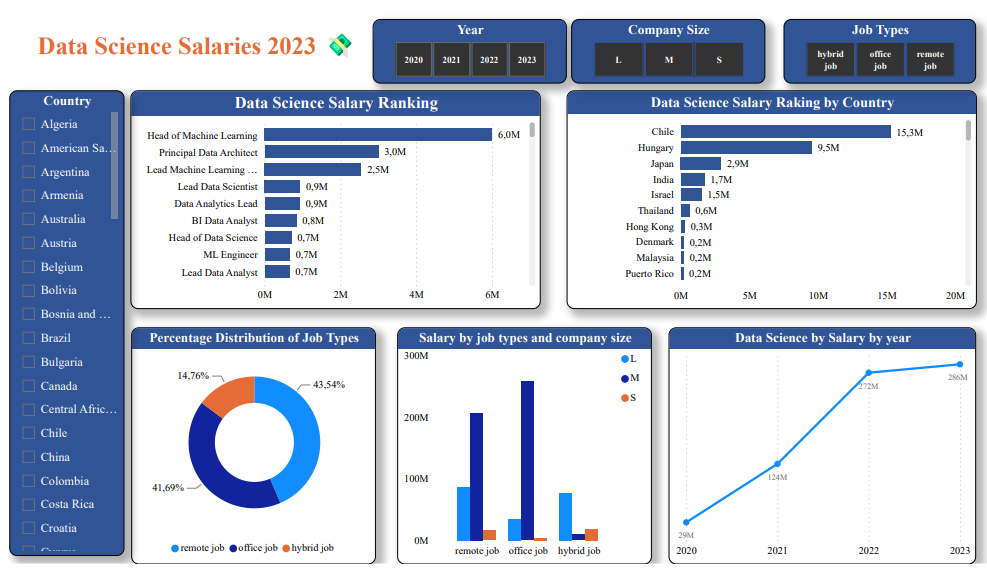 Data Science Salaries 2023 💸
Year
2020 2021 2022 2023
Company Size
L M S
Job Types
hybrid job
office job
remote job
Country
Algeria
American Sa...
Argentina
Armenia
Australia
Austria
Belgium
Bolivia
Bosnia and ...
Brazil
Bulgaria
Canada
Central Afric...
Chile
China
Colombia
Costa Rica
Croatia
Data Science Salary Ranking
Head of Machine Learning 6,0M
Principal Data Architect 3,0M
Lead Machine Learning ... 2,5M
Lead Data Scientist 0,9M
Data Analytics Lead 0,9M
BI Data Analyst 0,8M
Head of Data Science 0,7M
ML Engineer 0,7M
Lead Data Analyst 0,7M
0M 2M 4M 6M
Data Science Salary Raking by Country
Chile 15,3M
Hungary 9,5M
Japan 2,9M
India 1,7M
Israel 1,5M
Thailand 0,6M
Hong Kong 0,3M
Denmark 0,2M
Malaysia 0,2M
Puerto Rico 0,2M
0M 5M 10M 15M 20M
Percentage Distribution of Job Types
14,76%
43,54%
41,69%
remote job office job hybrid job
Salary by job types and company size
300M
200M
100M
0M
L
M
S
remote job office job hybrid job
Data Science by Salary by year
29M
124M
272M
286M
2020 2021 2022 2023